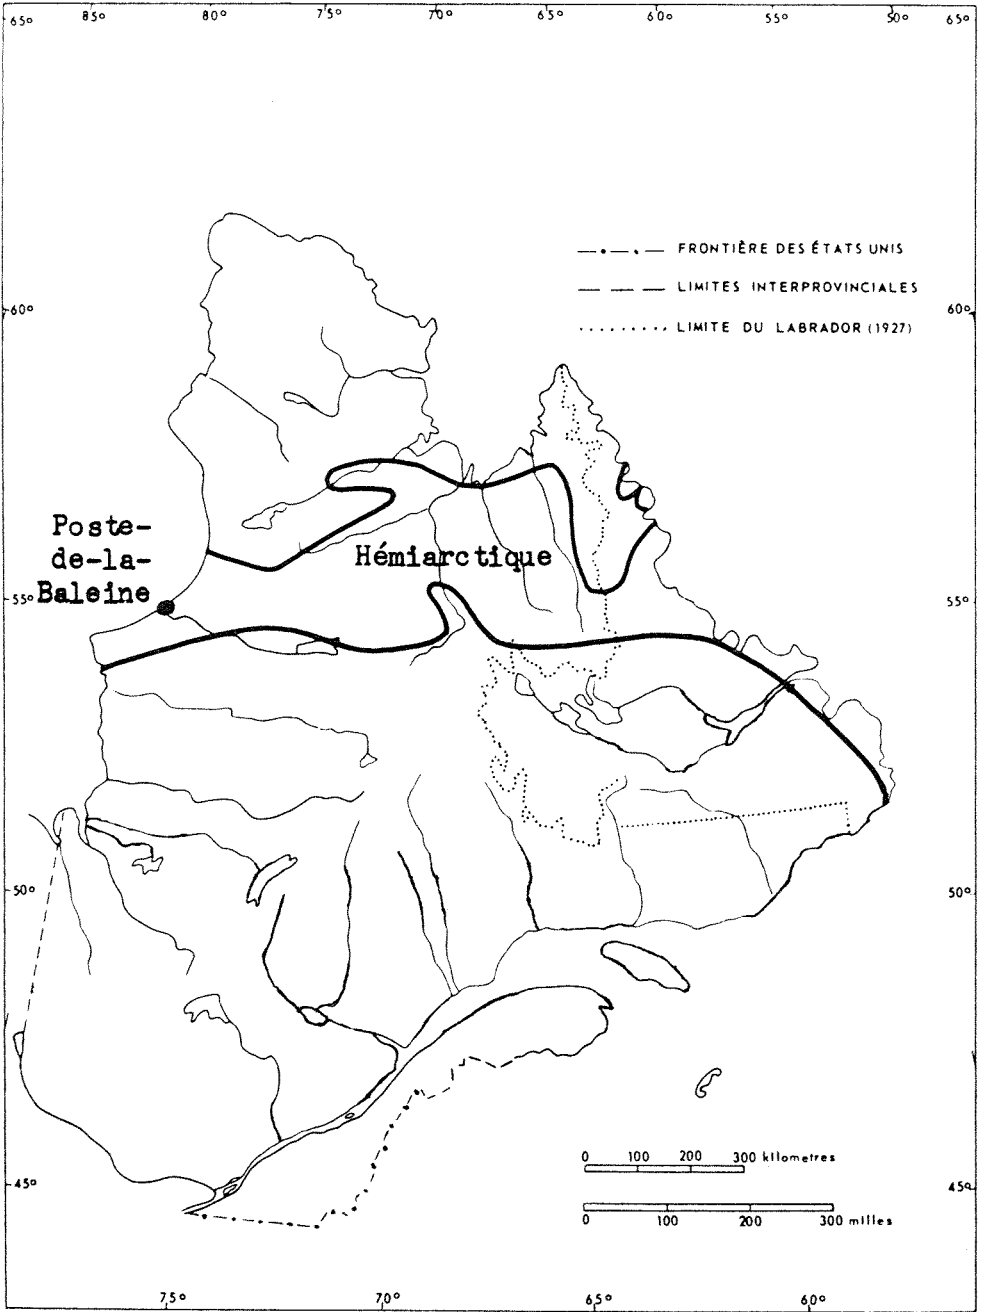 65° 85° 80° 75° 70° 65° 60° 55° 50° 65°
FRONTIÈRE DES ÉTATS UNIS
LIMITES INTERPROVINCIALES
60° 60°
LIMITE DU LABRADOR (1927)
Poste-
de-la-
Baleine
Hémiarctique
55° 55°
50° 50°
0 100 200 300 kilometres
45° 45°
0 100 200 300 milles
75° 70° 65° 60°